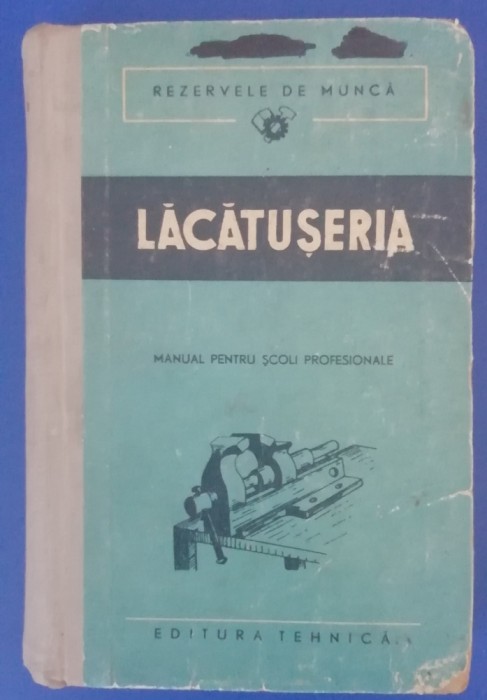 REZERVELE DE MUNCĂ
LĂCĂTUȘERIA
MANUAL PENTRU ȘCOLI PROFESIONALE
EDITURA TEHNICĂ